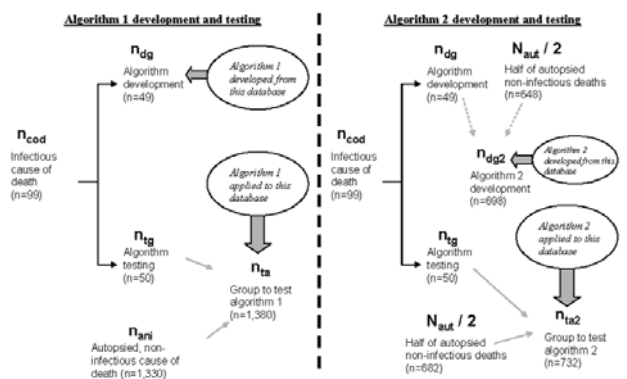 Algorithm 1 development and testing
n_dg
Algorithm
development
(n=49)
Algorithm 1
developed from
this database
n_cod
Infectious
cause of
death
(n=99)
Algorithm 1
applied to this
database
n_tg
Algorithm
testing
(n=50)
n_ta
Group to test
algorithm 1
(n=1,380)
n_ani
Autopsied, non-
infectious cause of
death (n=1,330)
Algorithm 2 development and testing
n_dg
Algorithm
development
(n=49)
N_aut / 2
Half of autopsied
non-infectious deaths
(n=648)
n_cod
Infectious
cause of
death
(n=99)
n_dg2
Algorithm 2
development
(n=698)
Algorithm 2
developed from this
database
Algorithm 2
applied to this
database
n_tg
Algorithm
testing
(n=50)
n_ta2
Group to test
algorithm 2
(n=732)
N_aut / 2
Half of autopsied
non-infectious deaths
(n=682)